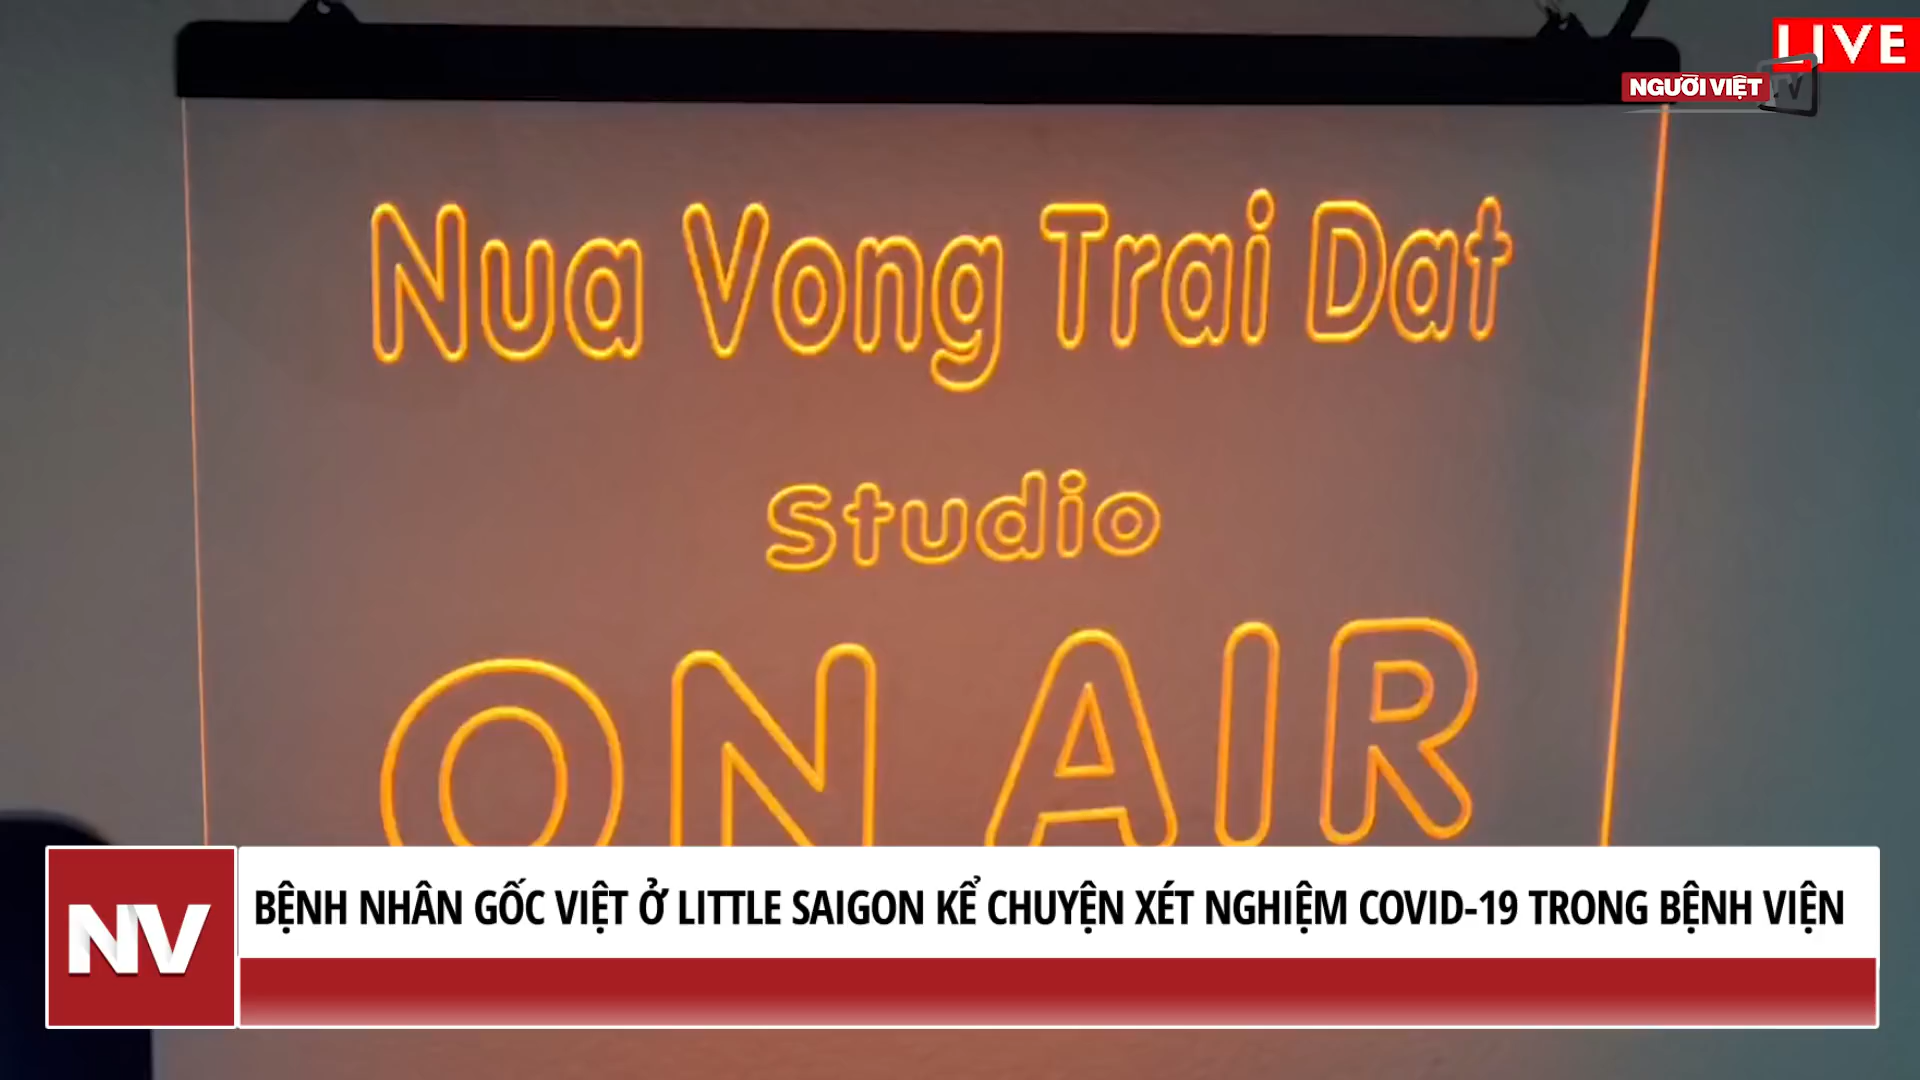 LIVE
NGƯỜI VIỆT TV
Nua Vong Trai Dat
Studio
ON AIR
NV
BỆNH NHÂN GỐC VIỆT Ở LITTLE SAIGON KỂ CHUYỆN XÉT NGHIỆM COVID-19 TRONG BỆNH VIỆN